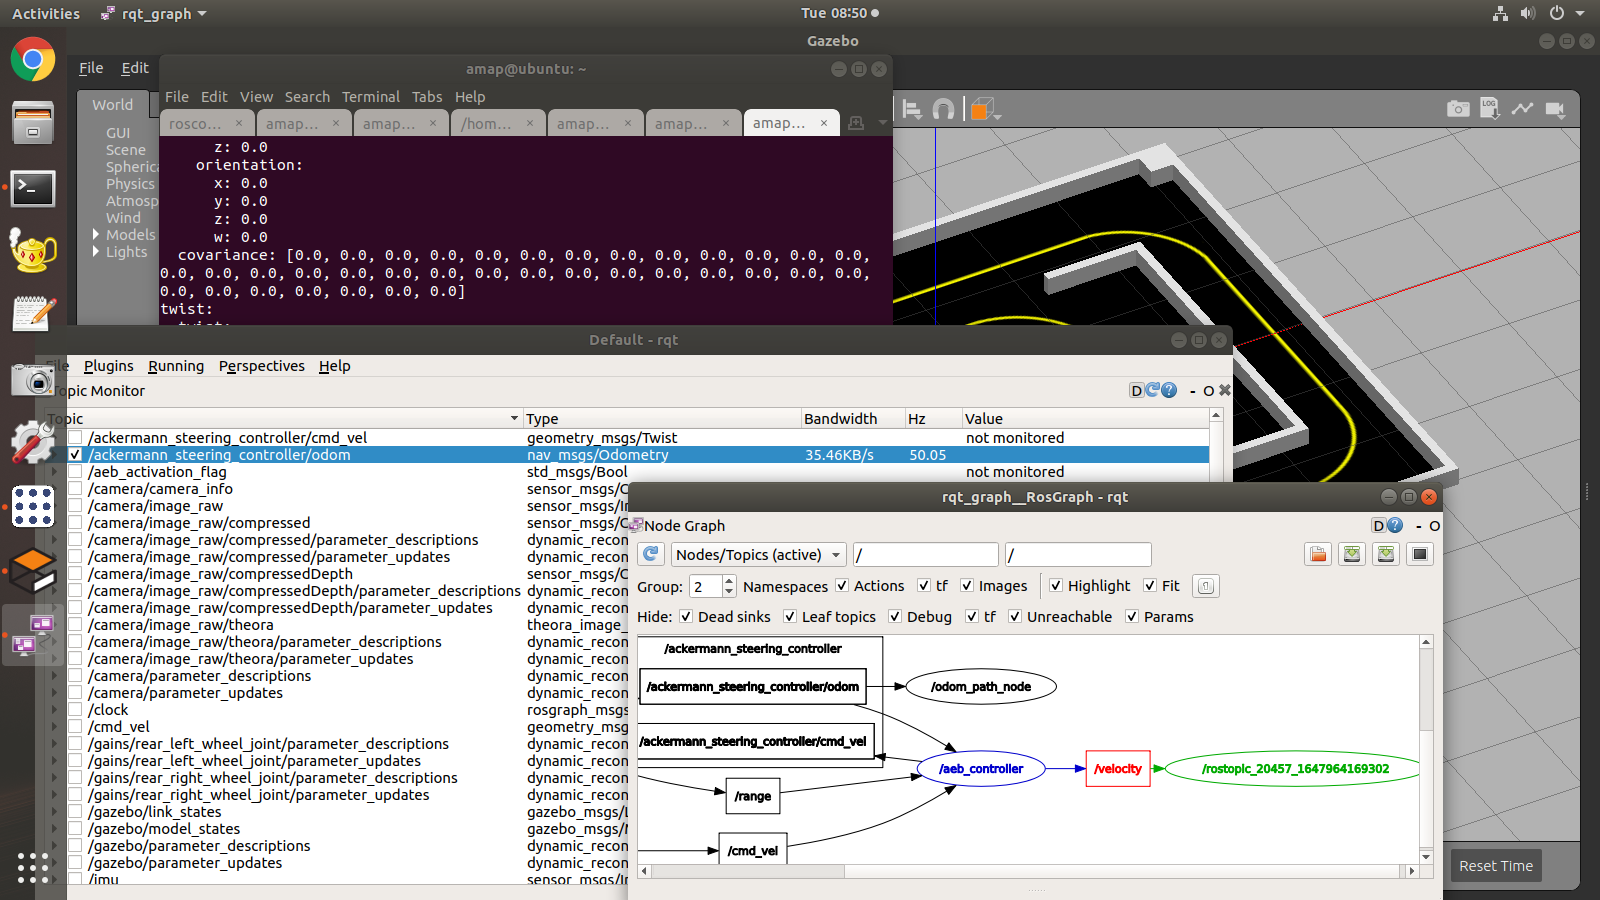 Activities
rqt_graph
Tue 08:50
Gazebo
File Edit
amap@ubuntu: ~
File Edit View Search Terminal Tabs Help
World
rosco… × amap… × amap… × /hom… × amap… × amap… × amap… ×
GUI
Scene
Spherica
Physics
Atmosp
Wind
Models
Lights
z: 0.0
orientation:
x: 0.0
y: 0.0
z: 0.0
w: 0.0
covariance: [0.0, 0.0, 0.0, 0.0, 0.0, 0.0, 0.0, 0.0, 0.0, 0.0, 0.0, 0.0, 0.0,
0.0, 0.0, 0.0, 0.0, 0.0, 0.0, 0.0, 0.0, 0.0, 0.0, 0.0, 0.0, 0.0, 0.0, 0.0, 0.0,
0.0, 0.0, 0.0, 0.0, 0.0, 0.0, 0.0]
twist:
LOG
Default - rqt
Plugins Running Perspectives Help
Topic Monitor
D - O
Topic Type Bandwidth Hz Value
/ackermann_steering_controller/cmd_vel geometry_msgs/Twist not monitored
/ackermann_steering_controller/odom nav_msgs/Odometry 35.46KB/s 50.05
/aeb_activation_flag std_msgs/Bool not monitored
/camera/camera_info sensor_msgs/C
/camera/image_raw sensor_msgs/I
/camera/image_raw/compressed sensor_msgs/C
/camera/image_raw/compressed/parameter_descriptions dynamic_recon
/camera/image_raw/compressed/parameter_updates dynamic_recon
/camera/image_raw/compressedDepth sensor_msgs/C
/camera/image_raw/compressedDepth/parameter_descriptions dynamic_recon
/camera/image_raw/compressedDepth/parameter_updates dynamic_recon
/camera/image_raw/theora theora_image_
/camera/image_raw/theora/parameter_descriptions dynamic_recon
/camera/image_raw/theora/parameter_updates dynamic_recon
/camera/parameter_descriptions dynamic_recon
/camera/parameter_updates dynamic_recon
/clock rosgraph_msgs
/cmd_vel geometry_msg
/gains/rear_left_wheel_joint/parameter_descriptions dynamic_recon
/gains/rear_left_wheel_joint/parameter_updates dynamic_recon
/gains/rear_right_wheel_joint/parameter_descriptions dynamic_recon
/gains/rear_right_wheel_joint/parameter_updates dynamic_recon
/gazebo/link_states gazebo_msgs/L
/gazebo/model_states gazebo_msgs/M
/gazebo/parameter_descriptions dynamic_recon
/gazebo/parameter_updates dynamic_recon
/imu sensor_msgs/I
rqt_graph__RosGraph - rqt
Node Graph
D - O
Nodes/Topics (active) / /
Group: 2 Namespaces Actions tf Images Highlight Fit
Hide: Dead sinks Leaf topics Debug tf Unreachable Params
/ackermann_steering_controller
/ackermann_steering_controller/odom
/odom_path_node
/ackermann_steering_controller/cmd_vel
/aeb_controller
/velocity
/rostopic_20457_1647964169302
/range
/cmd_vel
Reset Time